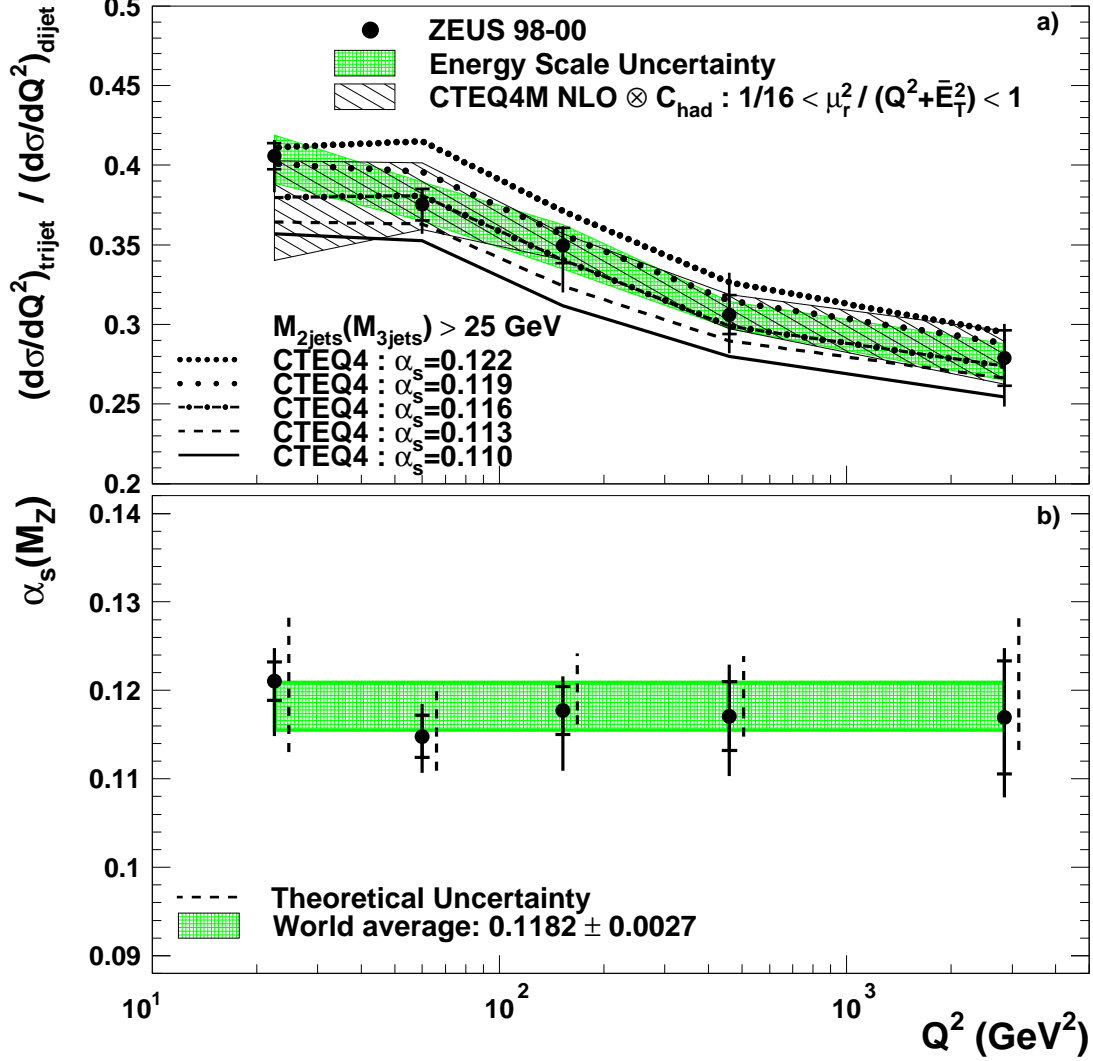 (dσ/dQ²)trijet / (dσ/dQ²)dijet
0.5
0.45
0.4
0.35
0.3
0.25
0.2
a)
ZEUS 98-00
Energy Scale Uncertainty
CTEQ4M NLO ⊗ C_had : 1/16 < μ_r² / (Q²+Ē_T²) < 1
M_2jets(M_3jets) > 25 GeV
CTEQ4 : α_s=0.122
CTEQ4 : α_s=0.119
CTEQ4 : α_s=0.116
CTEQ4 : α_s=0.113
CTEQ4 : α_s=0.110
α_s(M_Z)
0.14
0.13
0.12
0.11
0.1
0.09
b)
Theoretical Uncertainty
World average: 0.1182 ± 0.0027
10¹
10²
10³
Q² (GeV²)